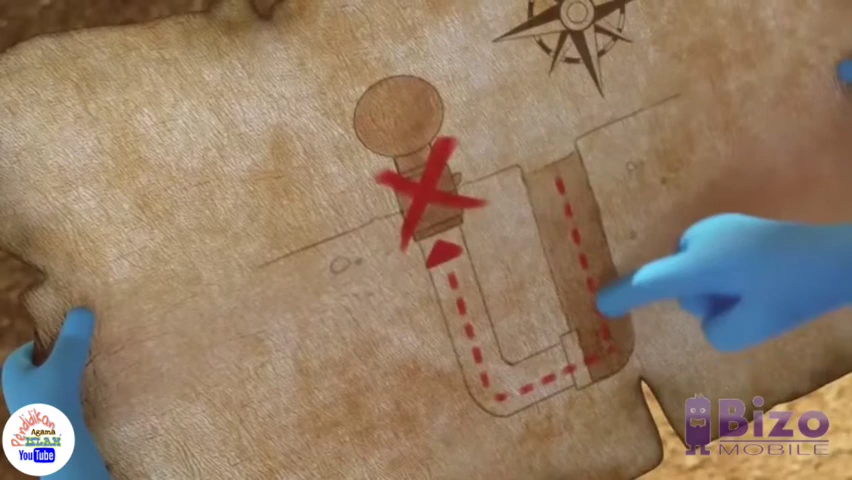 Pendidikan
Agama
ISLAM
YouTube
Bizo
MOBILE